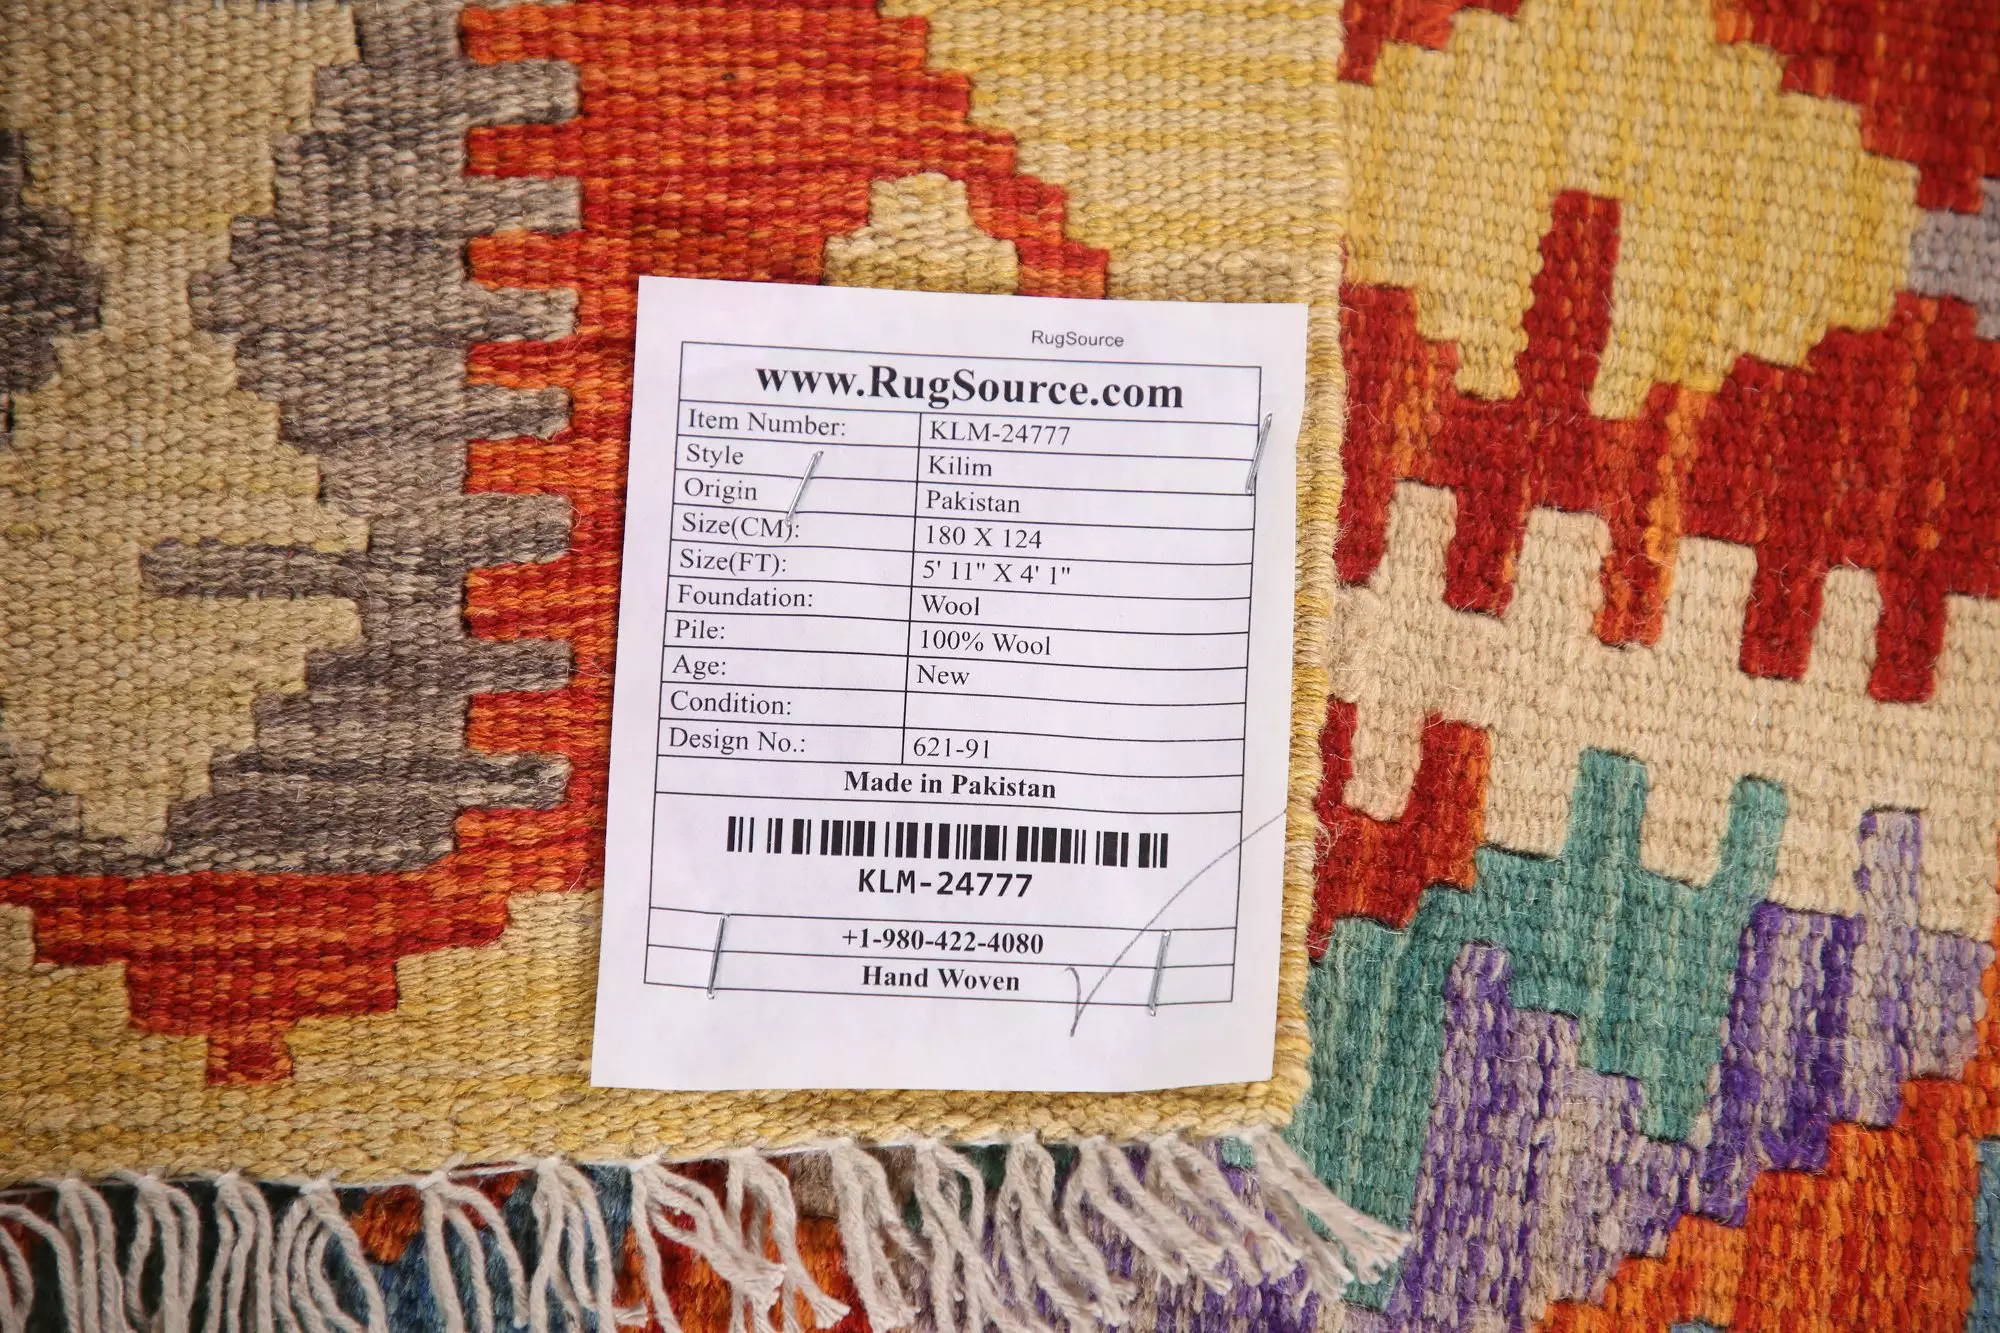 RugSource
www.RugSource.com
Item Number: KLM-24777
Style Kilim
Origin Pakistan
Size(CM): 180 X 124
Size(FT): 5' 11" X 4' 1"
Foundation: Wool
Pile: 100% Wool
Age: New
Condition:
Design No.: 621-91
Made in Pakistan
KLM-24777
+1-980-422-4080
Hand Woven